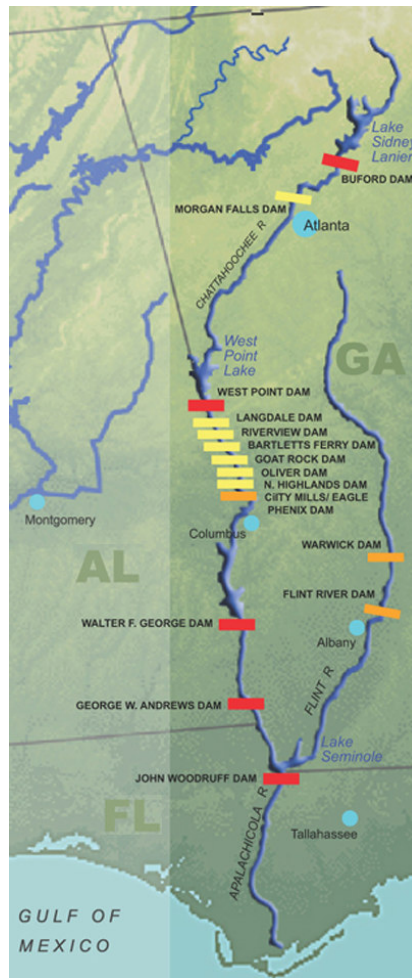 Lake
Sidney
Lanier
BUFORD DAM
MORGAN FALLS DAM
Atlanta
CHATTAHOOCHEE R
West
Point
Lake
GA
WEST POINT DAM
LANGDALE DAM
RIVERVIEW DAM
BARTLETTS FERRY DAM
GOAT ROCK DAM
OLIVER DAM
N. HIGHLANDS DAM
CiITY MILLS/ EAGLE
PHENIX DAM
Montgomery
Columbus
WARWICK DAM
AL
FLINT RIVER DAM
WALTER F. GEORGE DAM
Albany
FLINT R
GEORGE W. ANDREWS DAM
Lake
Seminole
JOHN WOODRUFF DAM
APALACHICOLA R
FL
Tallahassee
GULF OF
MEXICO